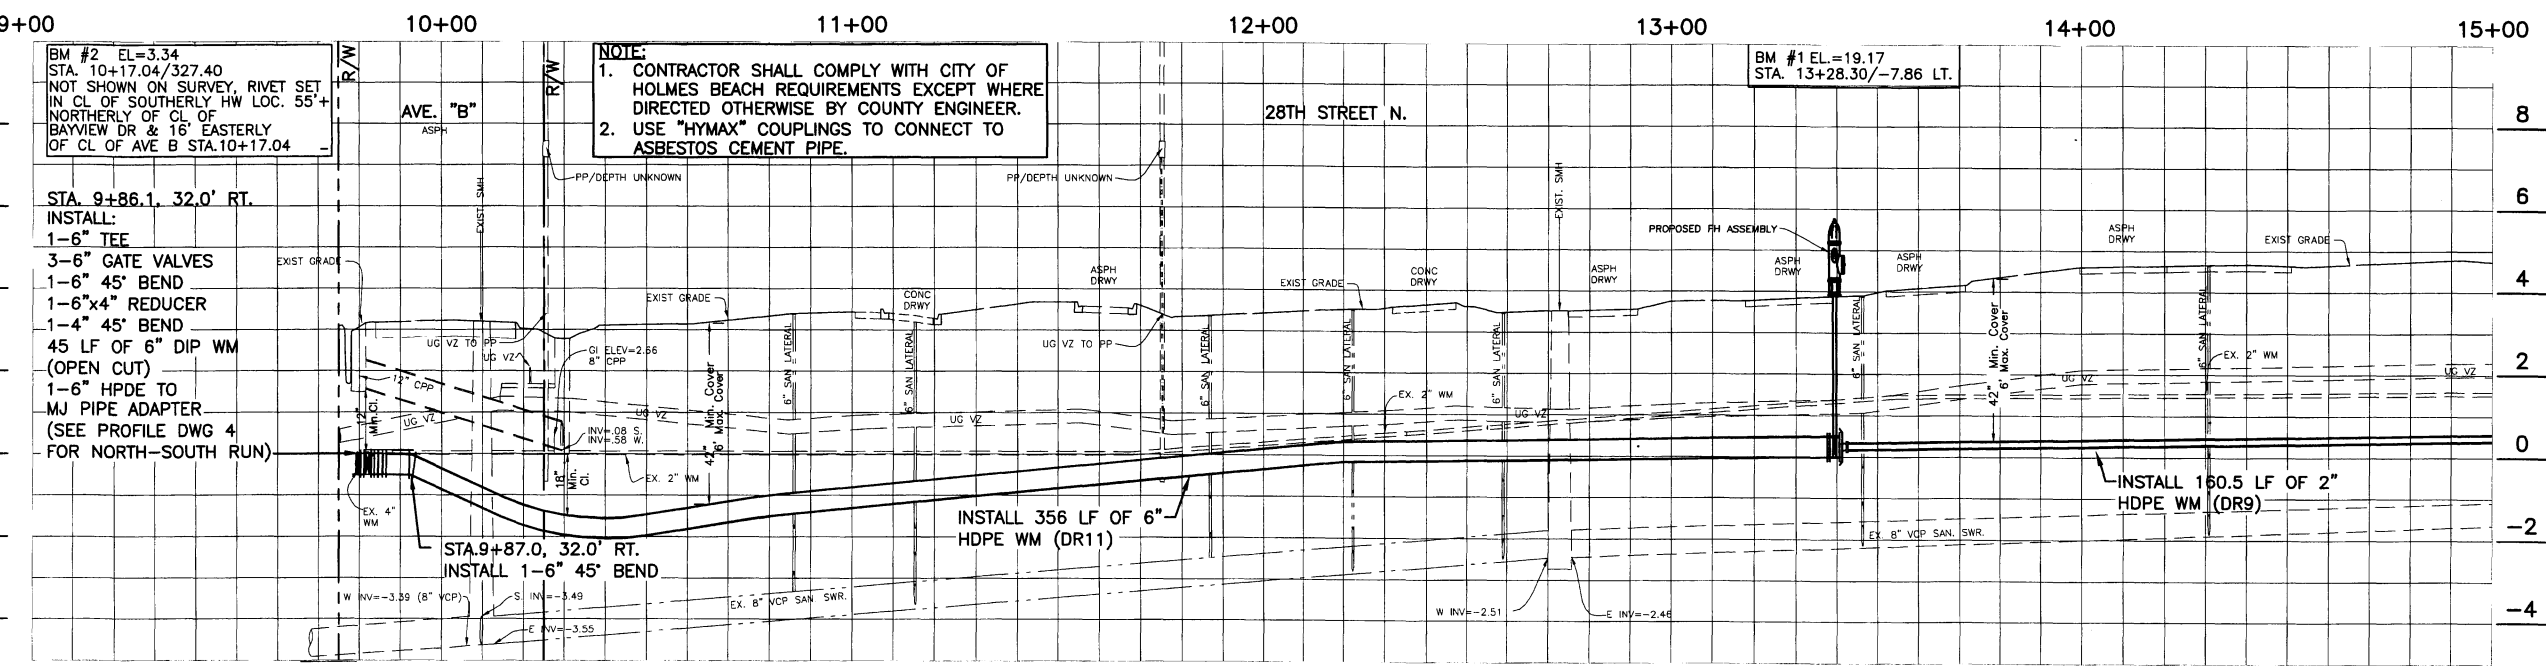 9+00
10+00
11+00
12+00
13+00
14+00
15+00
BM #2 EL=3.34
STA. 10+17.04/327.40
NOT SHOWN ON SURVEY, RIVET SET
IN CL OF SOUTHERLY HW LOC. 55'+
NORTHERLY OF CL OF
BAYVIEW DR & 16' EASTERLY
OF CL OF AVE B STA.10+17.04
R/W
R/W
AVE. "B"
ASPH
NOTE:
1. CONTRACTOR SHALL COMPLY WITH CITY OF
HOLMES BEACH REQUIREMENTS EXCEPT WHERE
DIRECTED OTHERWISE BY COUNTY ENGINEER.
2. USE "HYMAX" COUPLINGS TO CONNECT TO
ASBESTOS CEMENT PIPE.
28TH STREET N.
BM #1 EL.=19.17
STA. 13+28.30/-7.86 LT.
8
6
4
2
0
-2
-4
STA. 9+86.1, 32.0' RT.
INSTALL:
1-6" TEE
3-6" GATE VALVES
1-6" 45° BEND
1-6"x4" REDUCER
1-4" 45° BEND
45 LF OF 6" DIP WM
(OPEN CUT)
1-6" HPDE TO
MJ PIPE ADAPTER
(SEE PROFILE DWG 4
FOR NORTH-SOUTH RUN)
EXIST GRADE
EXIST. SMH
PP/DEPTH UNKNOWN
PP/DEPTH UNKNOWN
EXIST. SMH
PROPOSED FH ASSEMBLY
ASPH
DRWY
EXIST GRADE
EXIST GRADE
CONC
DRWY
ASPH
DRWY
EXIST GRADE
CONC
DRWY
ASPH
DRWY
ASPH
DRWY
ASPH
DRWY
UG VZ TO PP
UG VZ
GI ELEV=2.66
8" CPP
12" CPP
12"
Min.Cl.
UG VZ
UG VZ
INV=.08 S.
INV=.58 W.
18"
Min.
Cl.
EX. 2" WM
42" Min. Cover
6' Max. Cover
6" SAN LATERAL
6" SAN LATERAL
UG VZ
UG VZ TO PP
6" SAN LATERAL
6" SAN LATERAL
EX. 2" WM
6" SAN LATERAL
UG VZ
6" SAN LATERAL
42" Min. Cover
6' Max. Cover
UG VZ
6" SAN LATERAL
EX. 2" WM
UG VZ
EX. 4"
WM
STA.9+87.0, 32.0' RT.
INSTALL 1-6" 45° BEND
INSTALL 356 LF OF 6"
HDPE WM (DR11)
INSTALL 160.5 LF OF 2"
HDPE WM (DR9)
EX. 8" VCP SAN. SWR.
W INV=-3.39 (8" VCP)
S. INV=-3.49
E INV=-3.55
EX. 8" VCP SAN SWR.
W INV=-2.51
E INV=-2.46